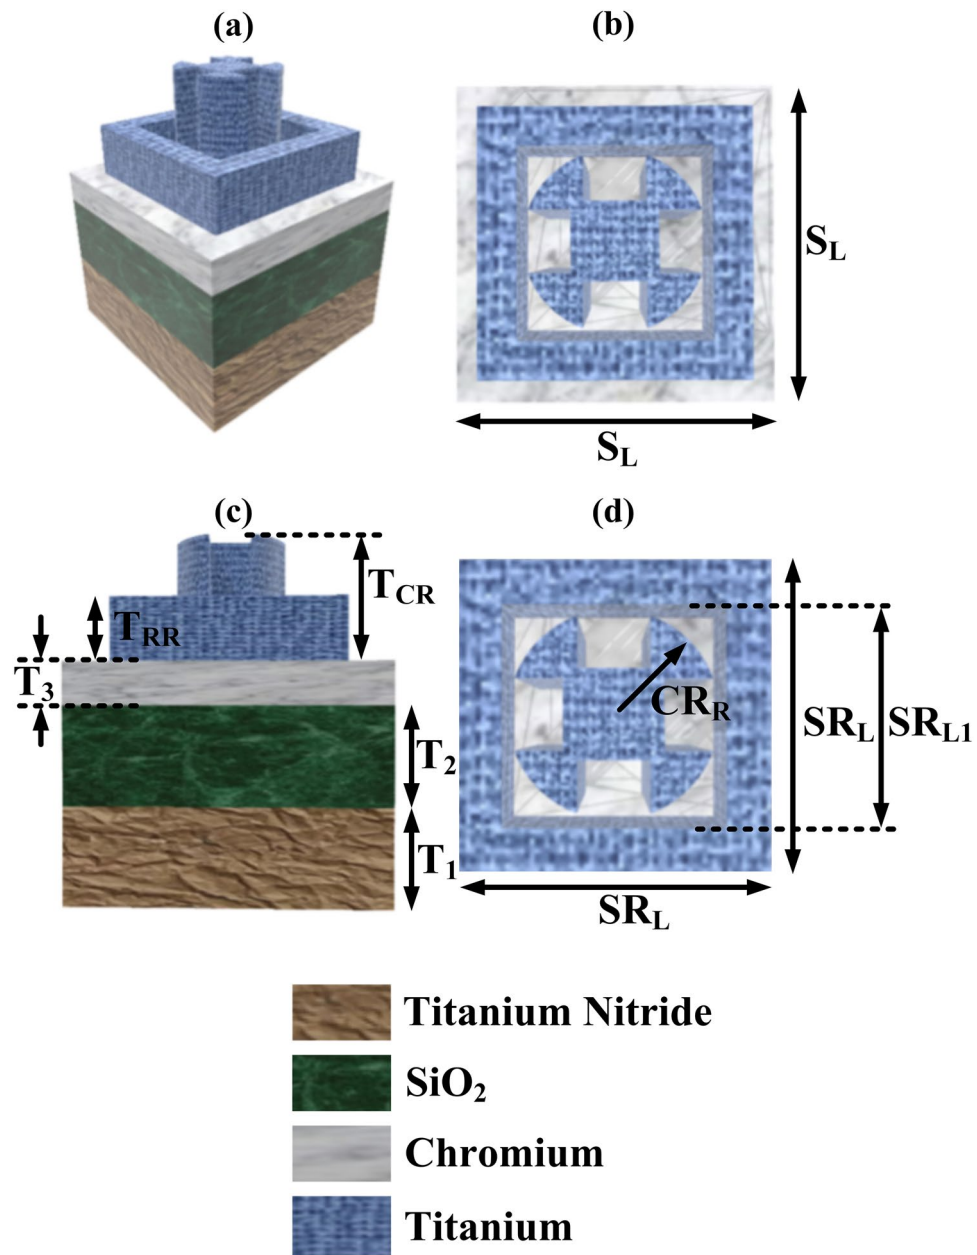 (a)
(b)
S_L
S_L
(c)
(d)
T_CR
T_RR
T_3
T_2
T_1
CR_R
SR_L
SR_L1
SR_L
Titanium Nitride
SiO_2
Chromium
Titanium